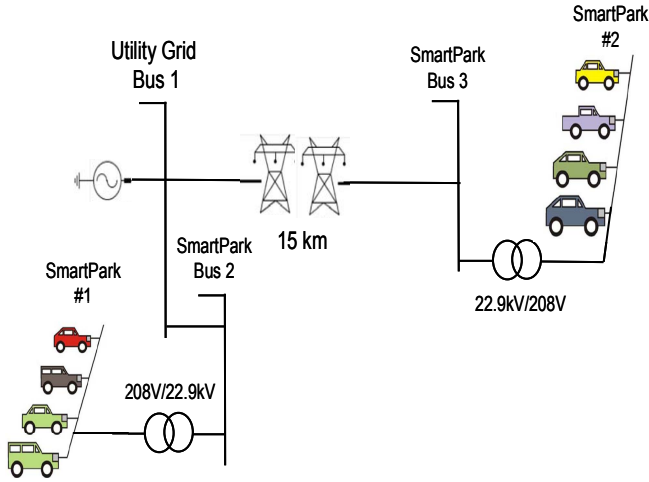 SmartPark
#2
Utility Grid
Bus 1
SmartPark
Bus 3
15 km
SmartPark
Bus 2
SmartPark
#1
22.9kV/208V
208V/22.9kV